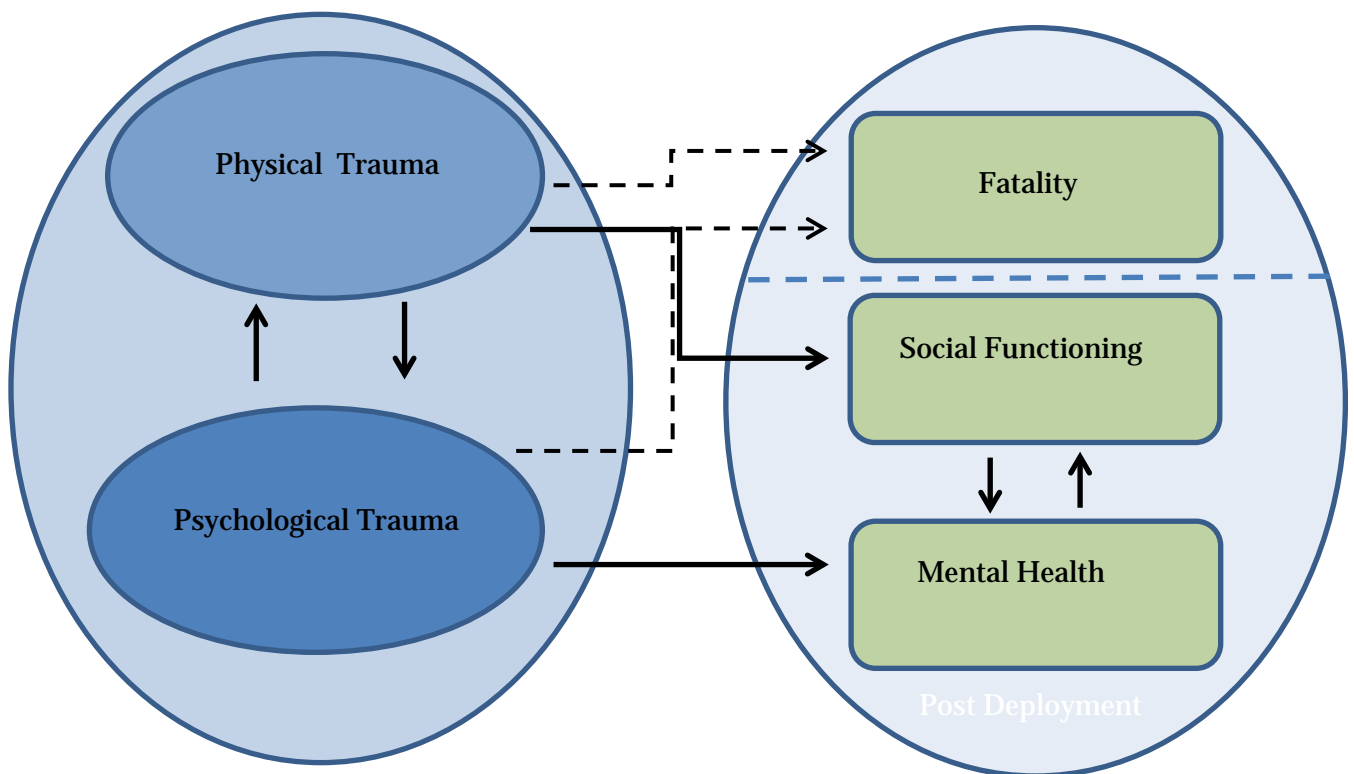 Physical Trauma
Fatality
Social Functioning
Psychological Trauma
Mental Health
Post Deployment